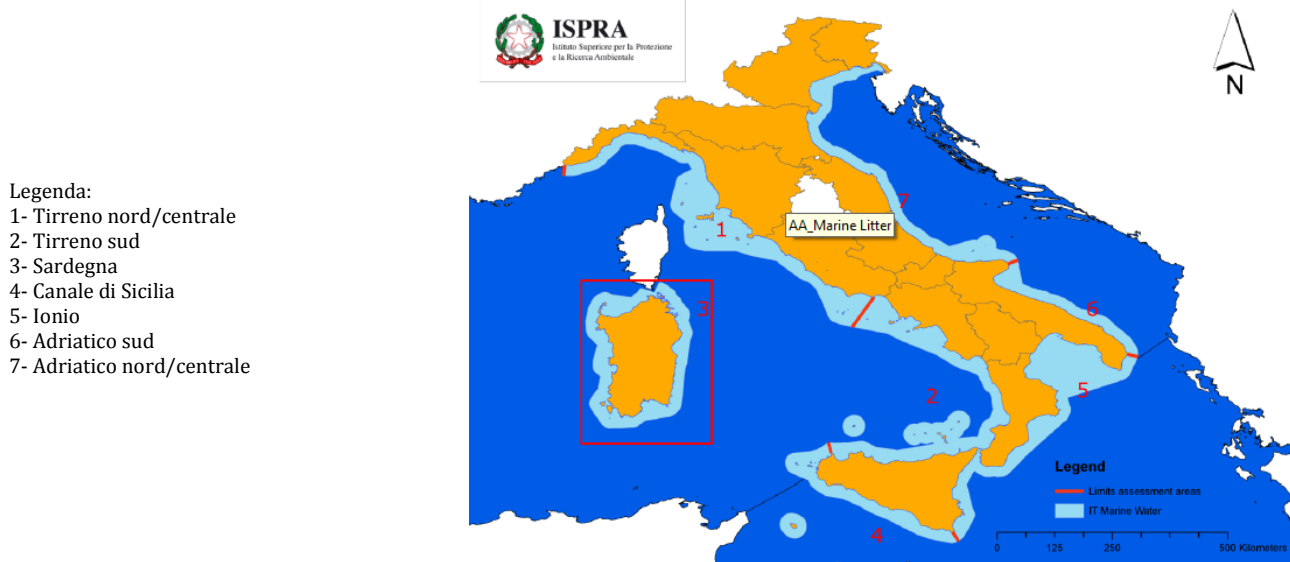 ISPRA
Istituto Superiore per la Protezione
e la Ricerca Ambientale
N
Legenda:
1- Tirreno nord/centrale
2- Tirreno sud
3- Sardegna
4- Canale di Sicilia
5- Ionio
6- Adriatico sud
7- Adriatico nord/centrale
7
1
AA_Marine Litter
3
6
5
2
4
Legend
Limits assessment areas
IT Marine Water
0 125 250 500 Kilometers